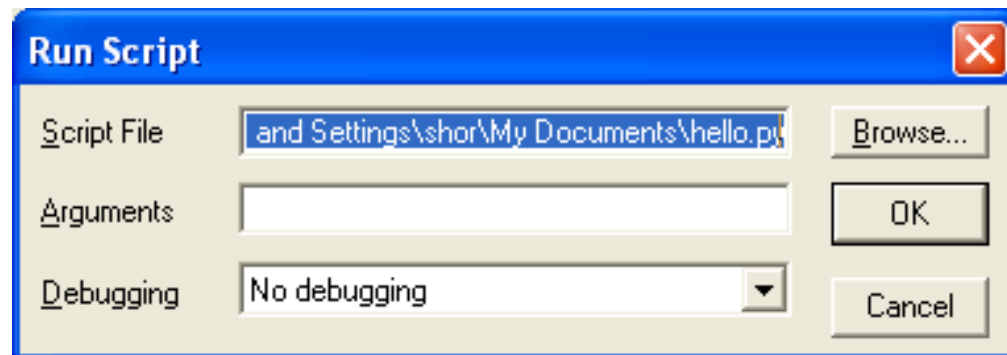 Run Script
Script File and Settings\shor\My Documents\hello.py Browse...
Arguments OK
Debugging No debugging Cancel